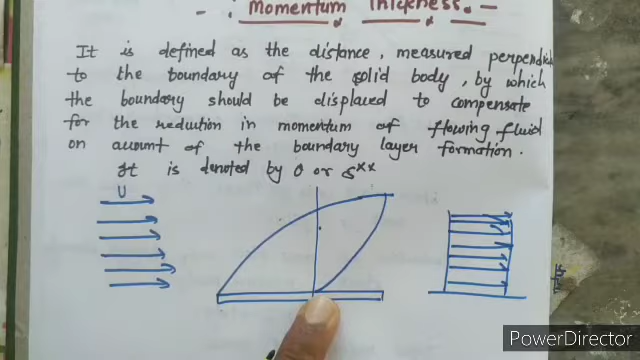 Momentum Thickness.
It is defined as the distance, measured perpendic
to the boundary of the solid body, by which
the boundary should be displaced to compensate
for the reduction in momentum of flowing fluid
on amount of the boundary layer formation.
It is denoted by θ or δ**
U
PowerDirector